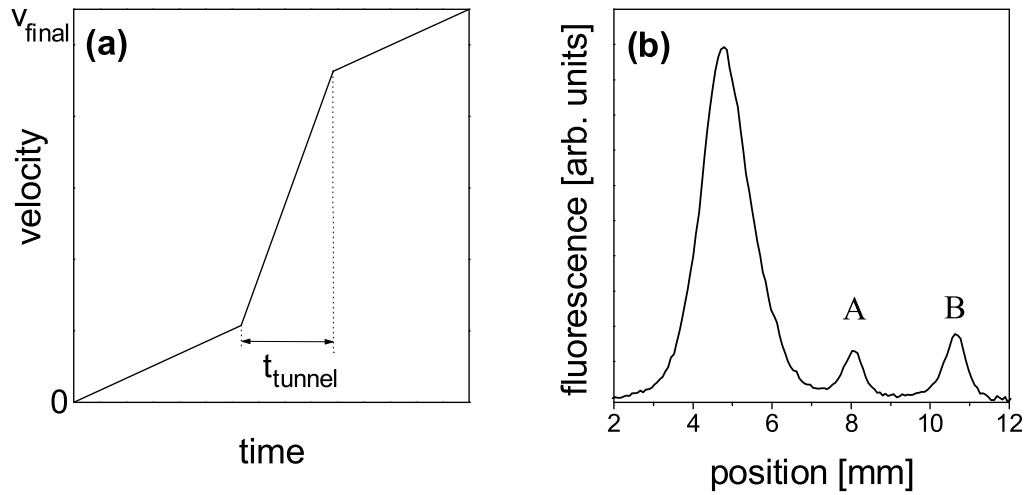 v_final
(a)
velocity
t_tunnel
0
time
(b)
fluorescence [arb. units]
A
B
2 4 6 8 10 12
position [mm]